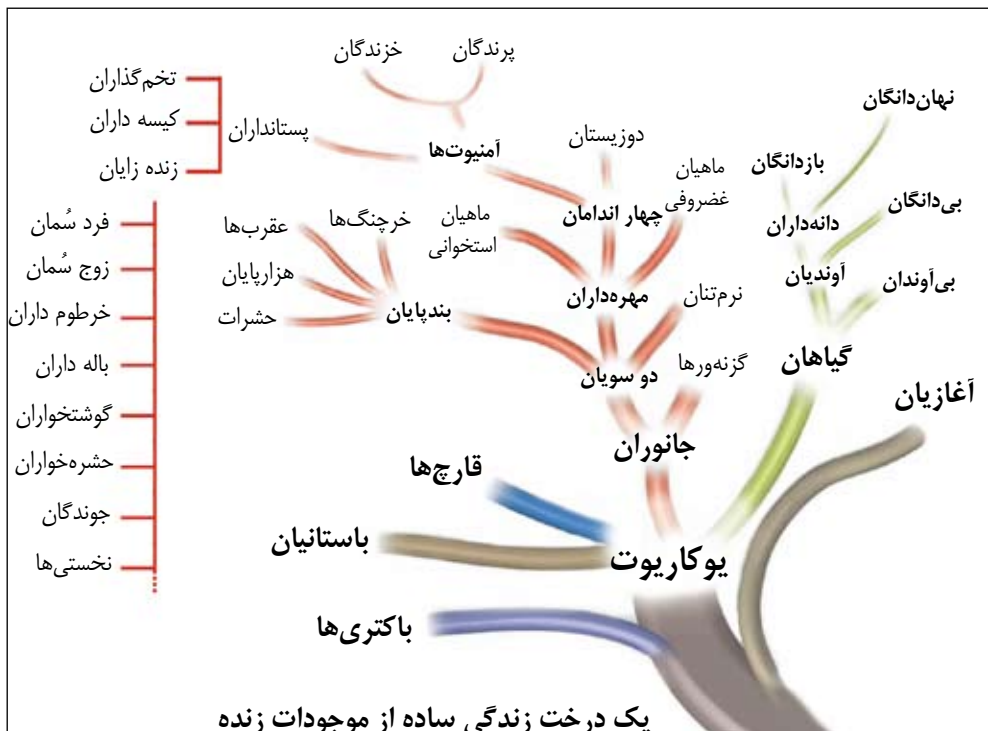 پرندگان
خزندگان
نهان‌دانگان
تخم‌گذاران
کیسه داران
زنده زایان
پستانداران
آمنیوت‌ها
دوزیستان
ماهیان
غضروفی
بازدانگان
بی‌دانگان
دانه‌داران
چهار اندامان
ماهیان
استخوانی
خرچنگ‌ها
عقرب‌ها
هزارپایان
حشرات
بندپایان
مهره‌داران
نرم‌تنان
آوندیان
بی‌آوندان
گیاهان
گزنه‌ورها
دو سویان
آغازیان
جانوران
قارچ‌ها
باستانیان
یوکاریوت
باکتری‌ها
فرد سُمان
زوج سُمان
خرطوم داران
باله داران
گوشتخواران
حشره‌خواران
جوندگان
نخستی‌ها
یک درخت زندگی ساده از موجودات زنده